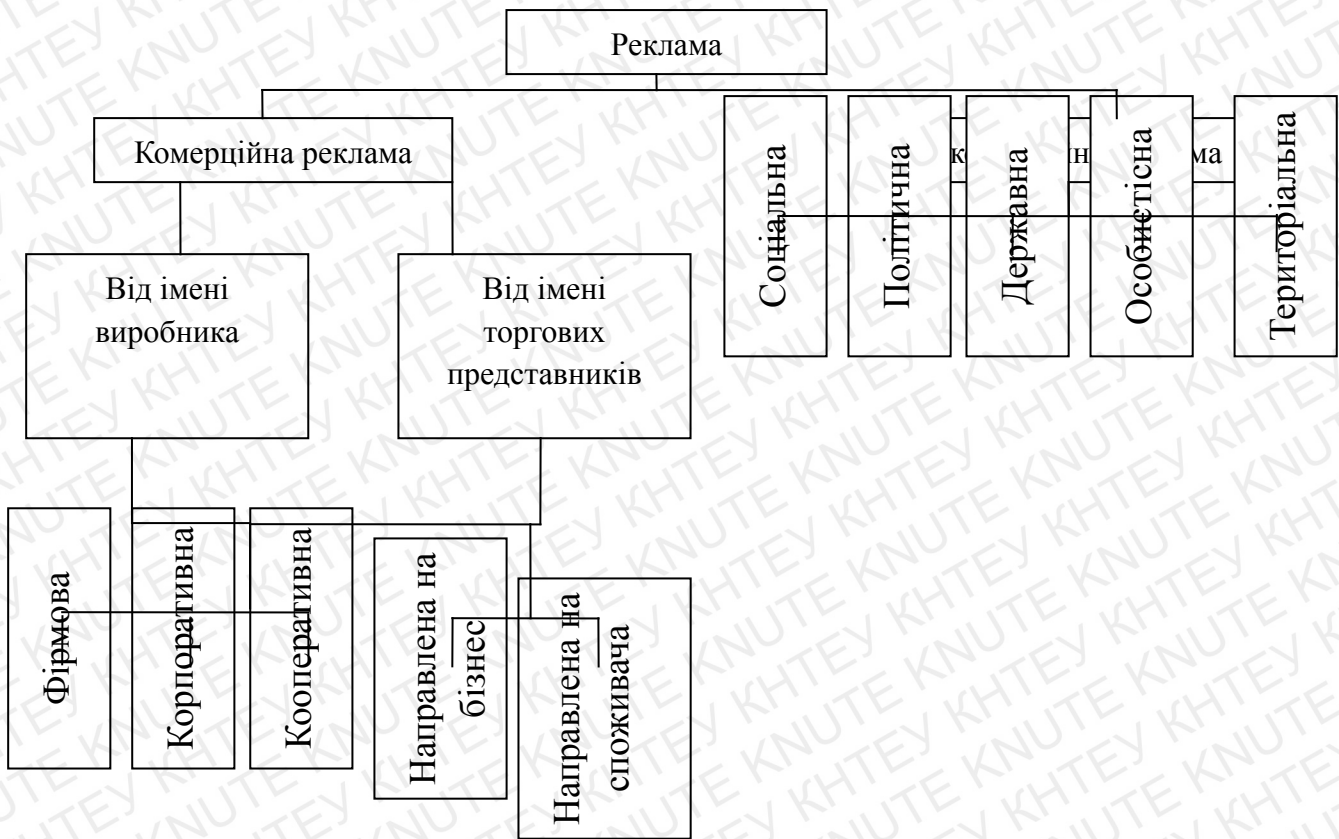 Реклама
Комерційна реклама
Від імені
виробника
Від імені
торгових
представників
Соціальна
Політична
Державна
Особистісна
Територіальна
Фірмова
Корпоративна
Кооперативна
Направлена на
бізнес
Направлена на
споживача